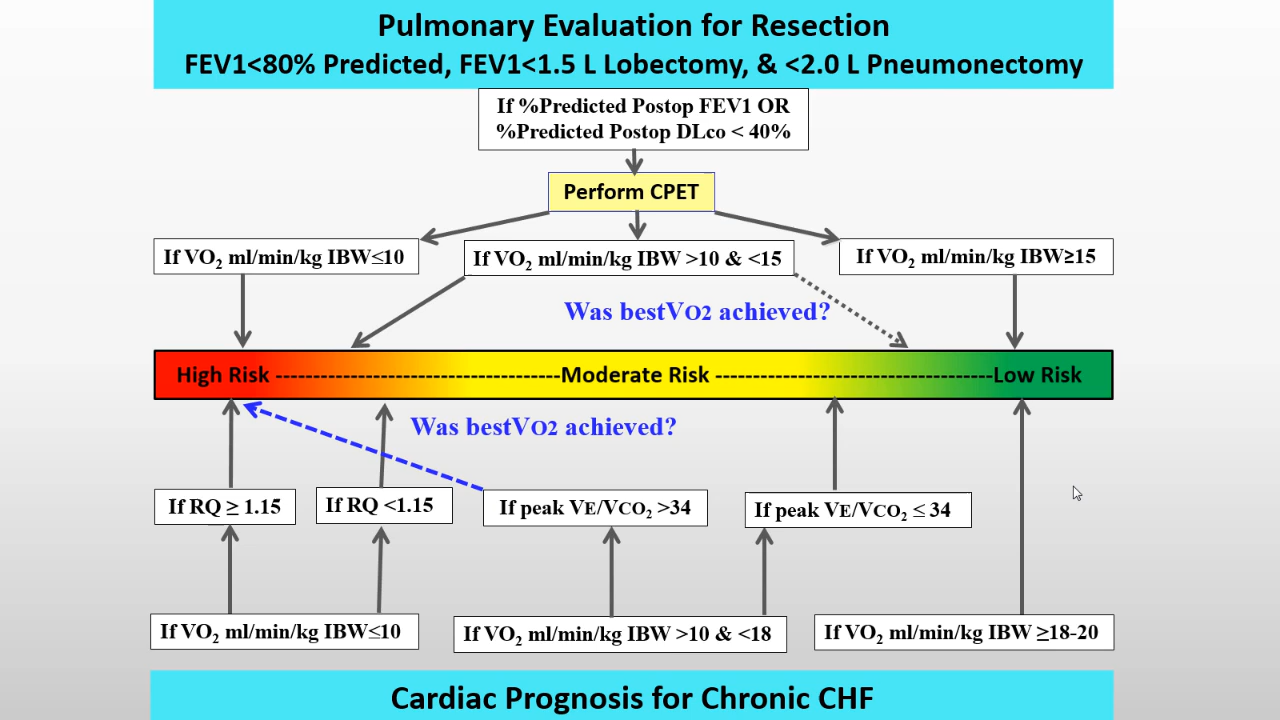 Pulmonary Evaluation for Resection
FEV1<80% Predicted, FEV1<1.5 L Lobectomy, & <2.0 L Pneumonectomy
If %Predicted Postop FEV1 OR
%Predicted Postop DLco < 40%
Perform CPET
If VO₂ ml/min/kg IBW≤10
If VO₂ ml/min/kg IBW >10 & <15
If VO₂ ml/min/kg IBW≥15
Was bestVO2 achieved?
High Risk ------------------------------------Moderate Risk ------------------------------------Low Risk
Was bestVO2 achieved?
If RQ ≥ 1.15
If RQ <1.15
If peak VE/VCO₂ >34
If peak VE/VCO₂ ≤ 34
If VO₂ ml/min/kg IBW≤10
If VO₂ ml/min/kg IBW >10 & <18
If VO₂ ml/min/kg IBW ≥18-20
Cardiac Prognosis for Chronic CHF